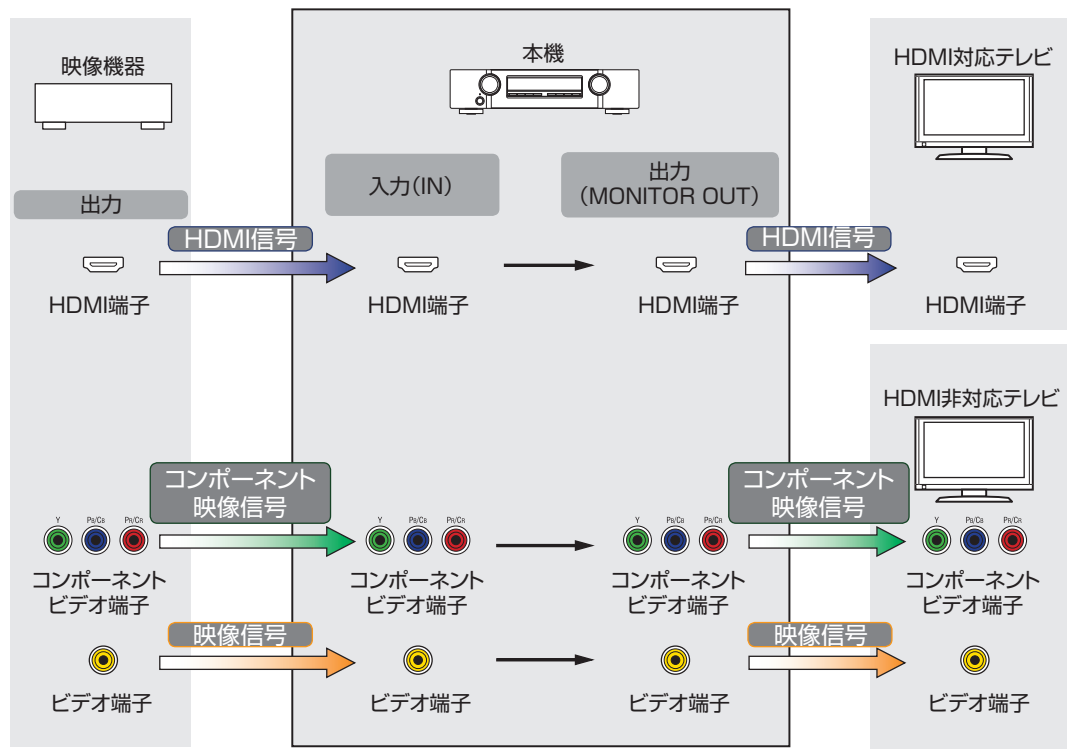 映像機器
本機
HDMI対応テレビ
出力
入力(IN)
出力
(MONITOR OUT)
HDMI信号
HDMI信号
HDMI端子
HDMI端子
HDMI端子
HDMI端子
HDMI非対応テレビ
コンポーネント
映像信号
コンポーネント
映像信号
Y PB/CB PR/CR
Y PB/CB PR/CR
Y PB/CB PR/CR
Y PB/CB PR/CR
コンポーネント
ビデオ端子
コンポーネント
ビデオ端子
コンポーネント
ビデオ端子
コンポーネント
ビデオ端子
映像信号
映像信号
ビデオ端子
ビデオ端子
ビデオ端子
ビデオ端子